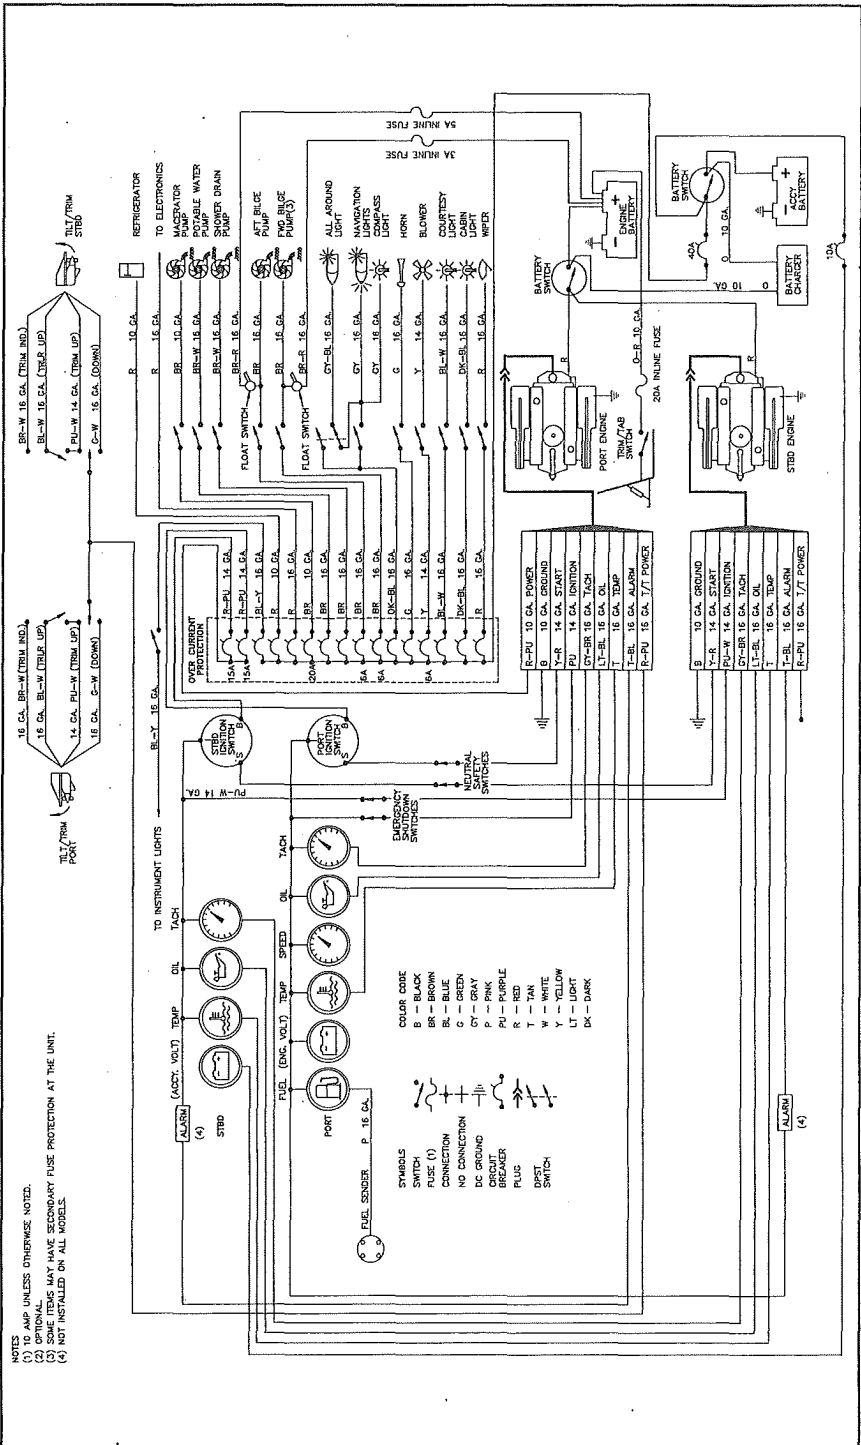 NOTES
(1) 10 AMP UNLESS OTHERWISE NOTED.
(2) OPTIONAL
(3) SOME ITEMS MAY HAVE SECONDARY FUSE PROTECTION AT THE UNIT.
(4) NOT INSTALLED ON ALL MODELS.
TILT/TRIM
PORT
16 GA. BR-W (TRIM IND.)
16 GA. BL-W (TRLR UP)
14 GA. PU-W (TRIM UP)
16 GA. G-W (DOWN)
BR-W 16 GA. (TRIM IND.)
BL-W 16 GA. (TRLR UP)
PU-W 14 GA. (TRIM UP)
G-W 16 GA. (DOWN)
TILT/TRIM
STBD
TO INSTRUMENT LIGHTS
BL-Y 16 GA.
ALARM
(4)
STBD
(ACCY. VOLT)
TEMP
OIL
TACH
PU-W 14 GA.
STBD
IGNITION
SWITCH
B
S
PORT
FUEL
(ENG. VOLT)
TEMP
SPEED
OIL
TACH
PORT
IGNITION
SWITCH
B
S
FUEL SENDER
P 16 GA.
EMERGENCY
SHUTDOWN
SWITCHES
NEUTRAL
SAFETY
SWITCHES
SYMBOLS
SWITCH
FUSE (1)
CONNECTION
NO CONNECTION
DC GROUND
CIRCUIT
BREAKER
PLUG
DPST
SWITCH
COLOR CODE
B - BLACK
BR - BROWN
BL - BLUE
G - GREEN
GY - GRAY
P - PINK
PU - PURPLE
R - RED
T - TAN
W - WHITE
Y - YELLOW
LT - LIGHT
DK - DARK
ALARM
(4)
OVER CURRENT
PROTECTION
15A
15A
20A
6A
6A
6A
R-PU 14 GA.
R-PU 14 GA.
BL-Y 16 GA.
R 10 GA.
R 16 GA.
BR 10 GA.
BR 16 GA.
BR 16 GA.
BR 16 GA.
BR 16 GA.
DK-BL 16 GA.
G 16 GA.
Y 14 GA.
BL-W 16 GA.
DK-BL 16 GA.
R 16 GA.
FLOAT SWITCH
FLOAT SWITCH
R 10 GA.
R 16 GA.
BR 10 GA.
BR-W 16 GA.
BR-W 16 GA.
BR-R 16 GA.
BR 16 GA.
BR 16 GA.
BR-R 16 GA.
GY-BL 16 GA.
GY 16 GA.
GY 16 GA.
G 16 GA.
Y 14 GA.
BL-W 16 GA.
DK-BL 16 GA.
R 16 GA.
REFRIGERATOR
TO ELECTRONICS
MACERATOR
PUMP
POTABLE WATER
PUMP
SHOWER DRAIN
PUMP
AFT BILGE
PUMP
FWD BILGE
PUMP(3)
ALL AROUND
LIGHT
NAVIGATION
LIGHTS
COMPASS
LIGHT
HORN
BLOWER
COURTESY
LIGHT
CABIN
LIGHT
WIPER
5A INLINE FUSE
3A INLINE FUSE
R-PU 10 GA. POWER
B 10 GA. GROUND
Y-R 14 GA. START
PU 14 GA. IGNITION
GY-BR 16 GA. TACH
LT-BL 16 GA. OIL
T 16 GA. TEMP
T-BL 16 GA. ALARM
R-PU 16 GA. T/T POWER
PORT ENGINE
R
TRIM/TAB
SWITCH
20A INLINE FUSE
O-R 10 GA.
BATTERY
SWITCH
- +
ENGINE
BATTERY
B 10 GA. GROUND
Y-R 14 GA. START
PU-W 14 GA. IGNITION
GY-BR 16 GA. TACH
LT-BL 16 GA. OIL
T 16 GA. TEMP
T-BL 16 GA. ALARM
R-PU 16 GA. T/T POWER
STBD ENGINE
R
O 10 GA.
BATTERY
CHARGER
40A
O 10 GA.
BATTERY
SWITCH
- +
ACCY
BATTERY
10A